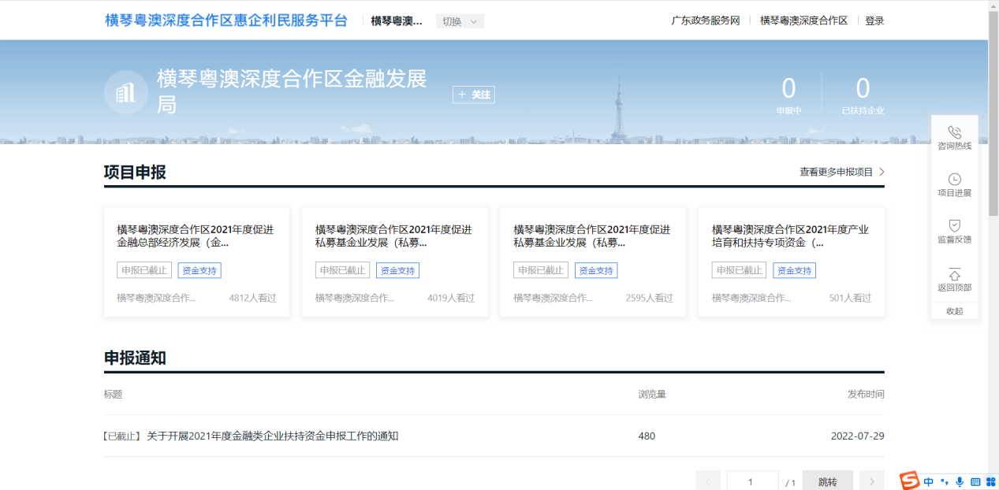 横琴粤澳深度合作区惠企利民服务平台
横琴粤澳...
切换
广东政务服务网
横琴粤澳深度合作区
登录
横琴粤澳深度合作区金融发展
局
+ 关注
0
申报中
0
已扶持企业
咨询热线
项目进展
监督反馈
返回顶部
收起
项目申报
查看更多申报项目
横琴粤澳深度合作区2021年度促进
金融总部经济发展（金...
申报已截止 资金支持
横琴粤澳深度合作... 4812人看过
横琴粤澳深度合作区2021年度促进
私募基金业发展（私募...
申报已截止 资金支持
横琴粤澳深度合作... 4019人看过
横琴粤澳深度合作区2021年度促进
私募基金业发展（私募...
申报已截止 资金支持
横琴粤澳深度合作... 2595人看过
横琴粤澳深度合作区2021年度产业
培育和扶持专项资金（...
申报已截止 资金支持
横琴粤澳深度合作... 501人看过
申报通知
标题 浏览量 发布时间
【已截止】关于开展2021年度金融类企业扶持资金申报工作的通知 480 2022-07-29
1 / 1 跳转
S 中